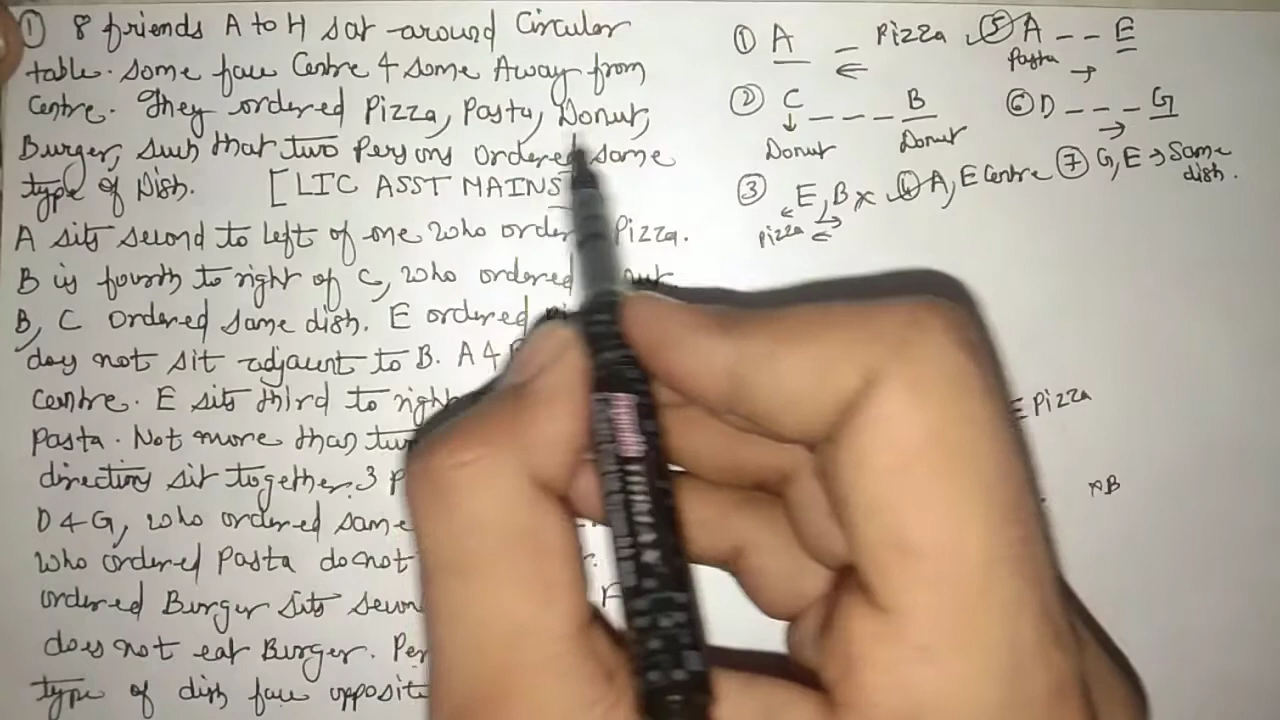 ① 8 friends A to H sat around Circular
table. Some face Centre & some Away from
Centre. They ordered Pizza, Pasta, Donut,
Burger, such that two Persons ordered same
type of Dish. [LIC ASST MAINS
A sits second to left of one who order Pizza.
B is fourth to right of C, who ordered
B, C ordered same dish. E ordered
does not sit adjacent to B. A &
centre. E sits third to right
Pasta. Not more than two
directions sit together. 3
D & G, who ordered same
who ordered Pasta do not
ordered Burger sits
does not eat Burger. Per
type of dish face opposite
① A _ Pizza
←
② C _ _ _ B
↓
Donut Donut
③ E, B ×
Pizza
④ A, E Centre
⑤ A _ _ E
Pasta →
⑥ D _ _ _ G
→
⑦ G, E → Same
dish.
E Pizza
×B